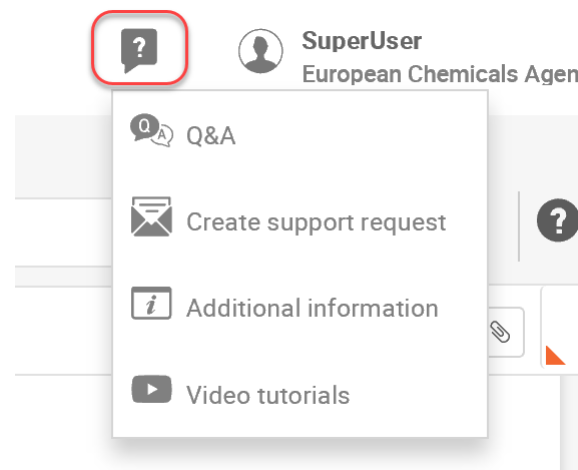 ?
SuperUser
European Chemicals Agen
Q A Q&A
Create support request
?
i Additional information
Video tutorials